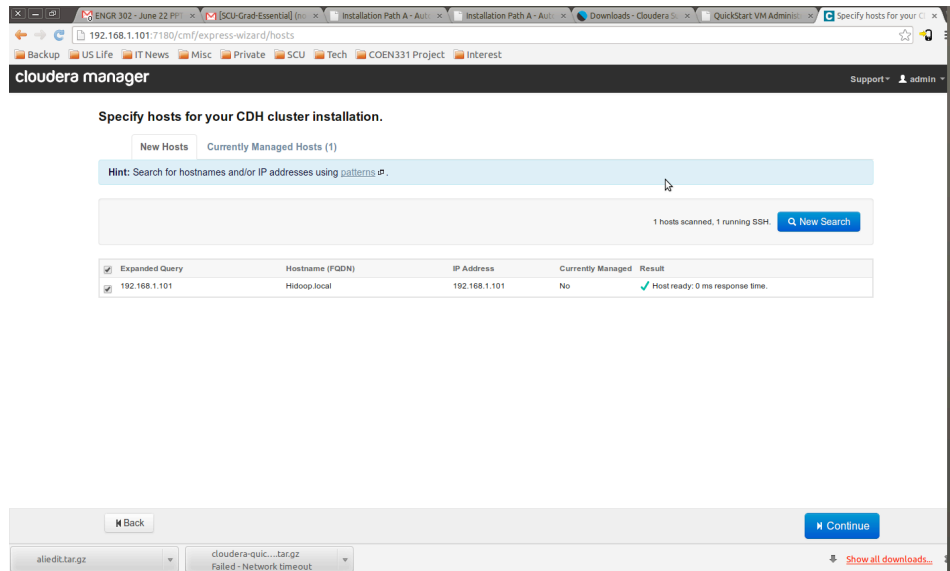 ENGR 302 - June 22 PPT
[SCU-Grad-Essential] (no
Installation Path A - Aut
Installation Path A - Aut
Downloads - Cloudera Su
QuickStart VM Administ
Specify hosts for your C
192.168.1.101:7180/cmf/express-wizard/hosts
Backup US Life IT News Misc Private SCU Tech COEN331 Project Interest
cloudera manager
Support admin
Specify hosts for your CDH cluster installation.
New Hosts Currently Managed Hosts (1)
Hint: Search for hostnames and/or IP addresses using patterns .
1 hosts scanned, 1 running SSH. New Search
Expanded Query Hostname (FQDN) IP Address Currently Managed Result
192.168.1.101 Hidoop.local 192.168.1.101 No Host ready: 0 ms response time.
Back
Continue
aliedit.tar.gz
cloudera-quic....tar.gz
Failed - Network timeout
Show all downloads...